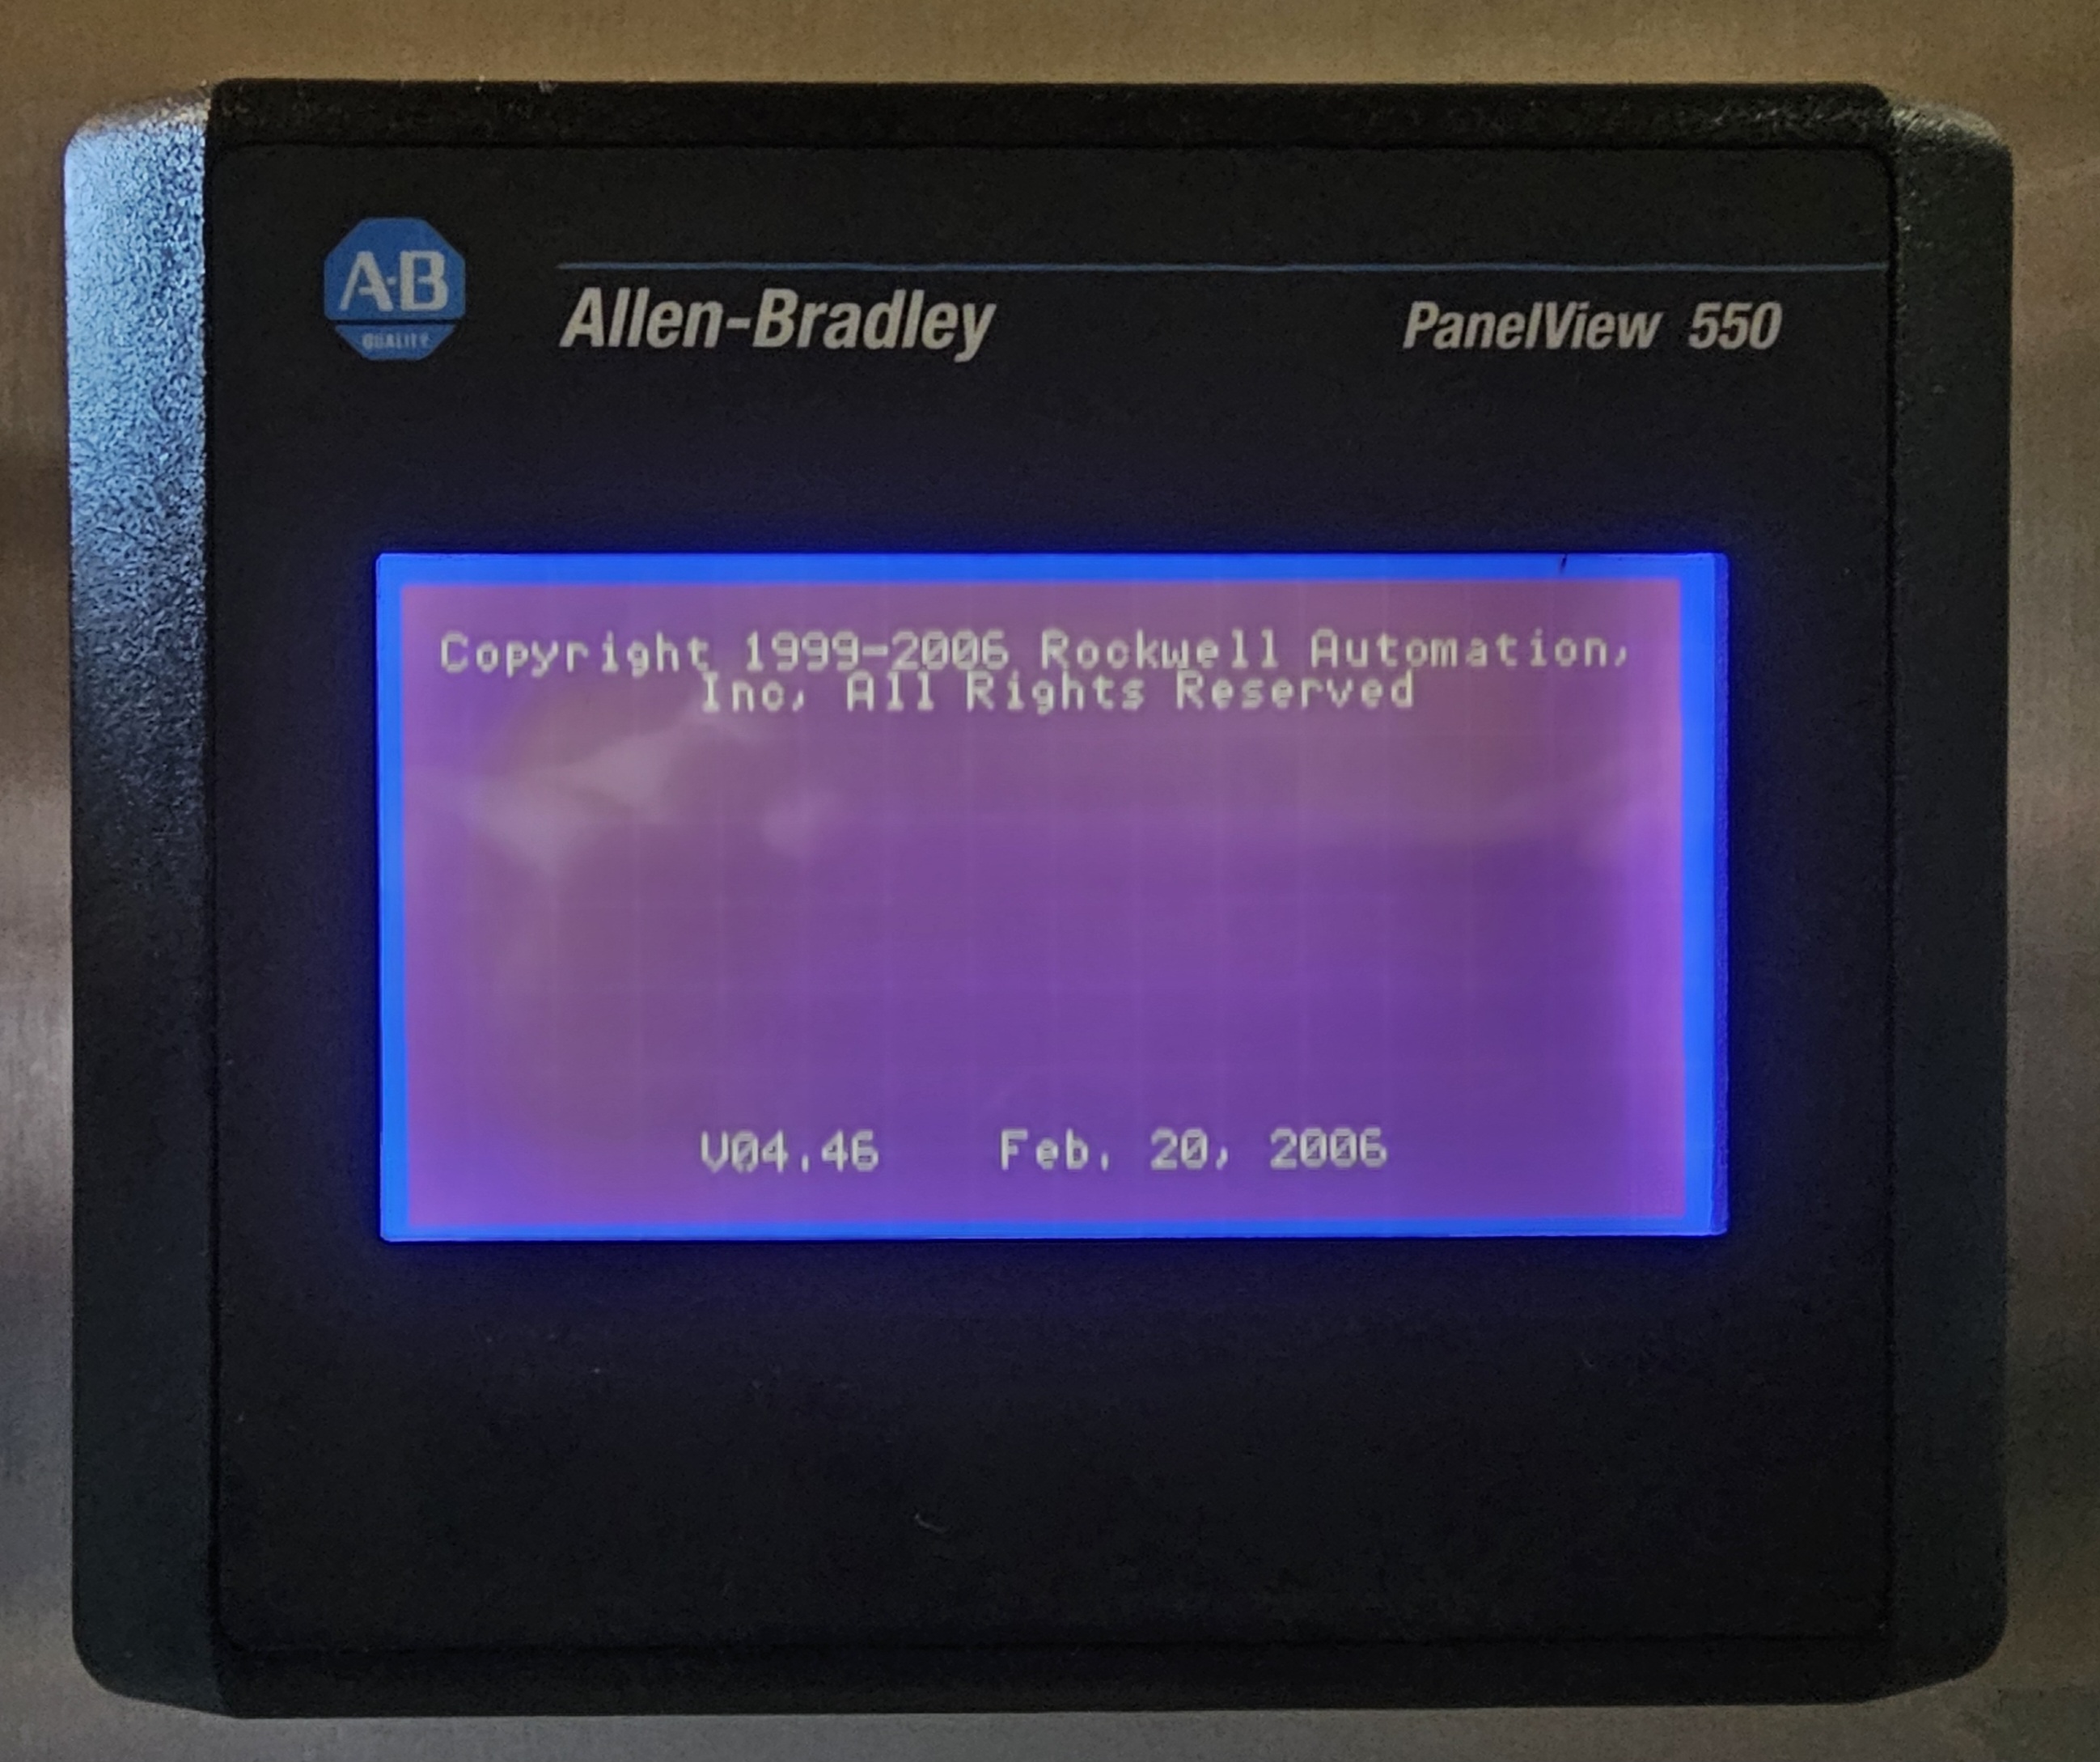 A·B
QUALITY
Allen-Bradley
PanelView 550
Copyright 1999-2006 Rockwell Automation,
Inc, All Rights Reserved
V04.46 Feb. 20, 2006